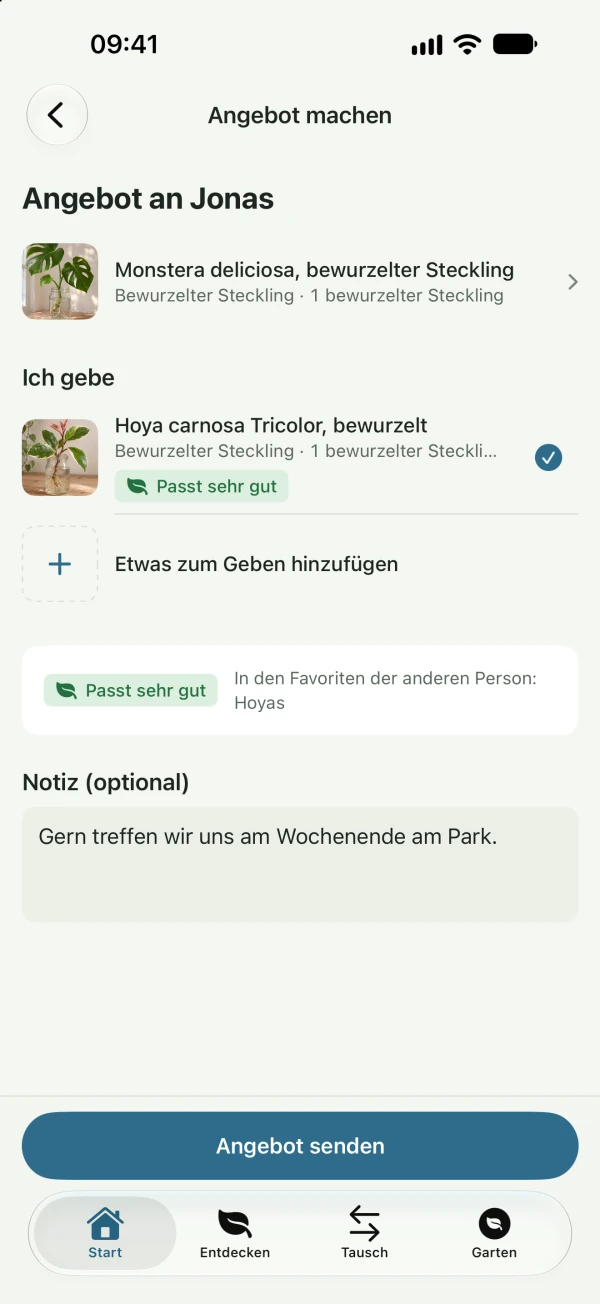 09:41
Angebot machen
Angebot an Jonas
Monstera deliciosa, bewurzelter Steckling
Bewurzelter Steckling · 1 bewurzelter Steckling
Ich gebe
Hoya carnosa Tricolor, bewurzelt
Bewurzelter Steckling · 1 bewurzelter Steckli...
Passt sehr gut
Etwas zum Geben hinzufügen
Passt sehr gut
In den Favoriten der anderen Person:
Hoyas
Notiz (optional)
Gern treffen wir uns am Wochenende am Park.
Angebot senden
Start
Entdecken
Tausch
Garten